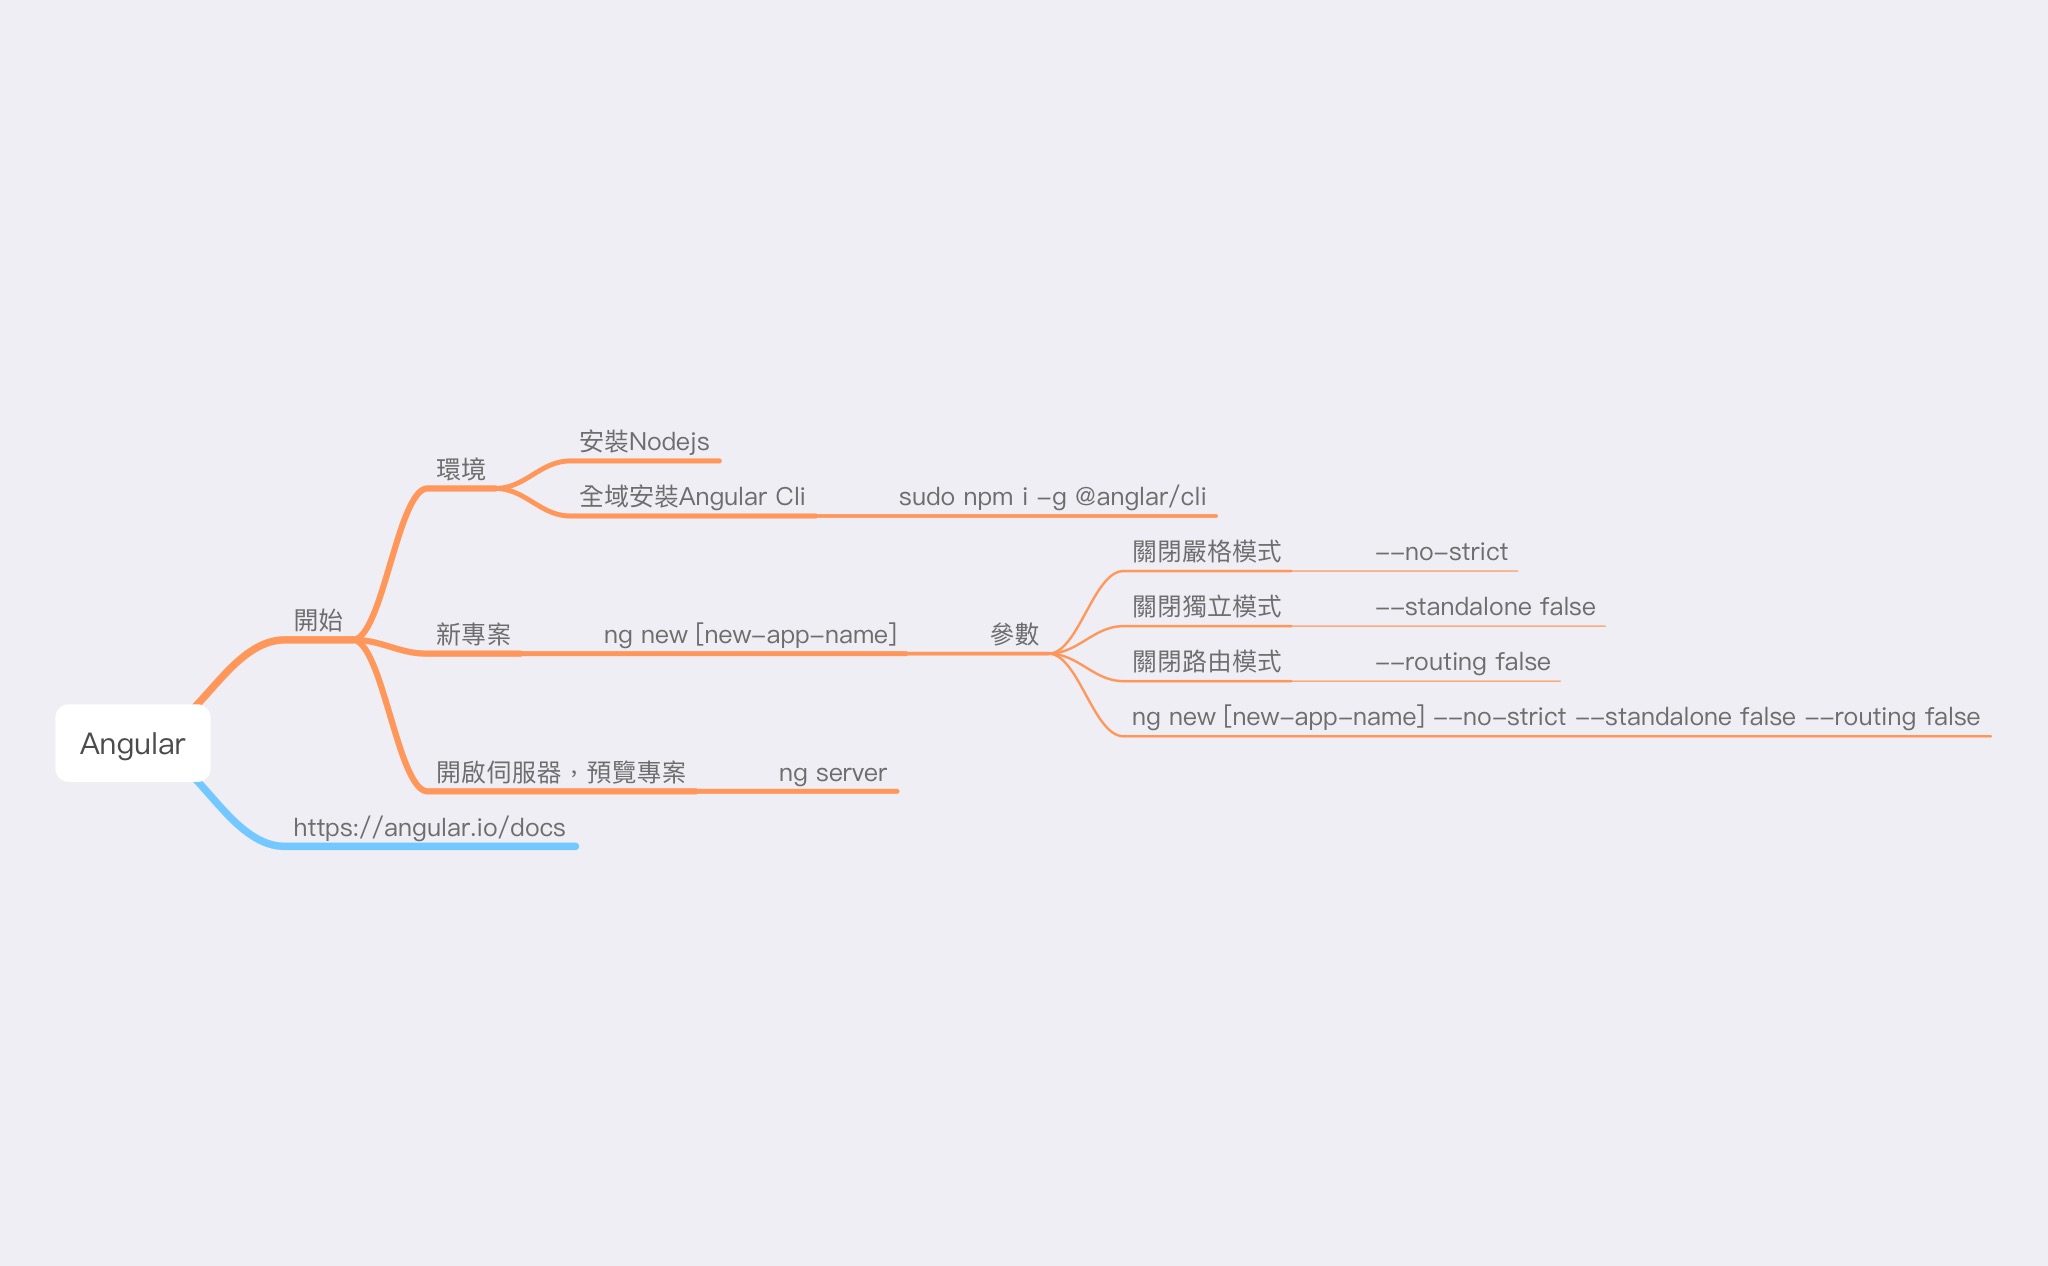 Angular
開始
環境
安裝Nodejs
全域安裝Angular Cli
sudo npm i -g @anglar/cli
新專案
ng new [new-app-name]
參數
關閉嚴格模式
--no-strict
關閉獨立模式
--standalone false
關閉路由模式
--routing false
ng new [new-app-name] --no-strict --standalone false --routing false
開啟伺服器，預覽專案
ng server
https://angular.io/docs